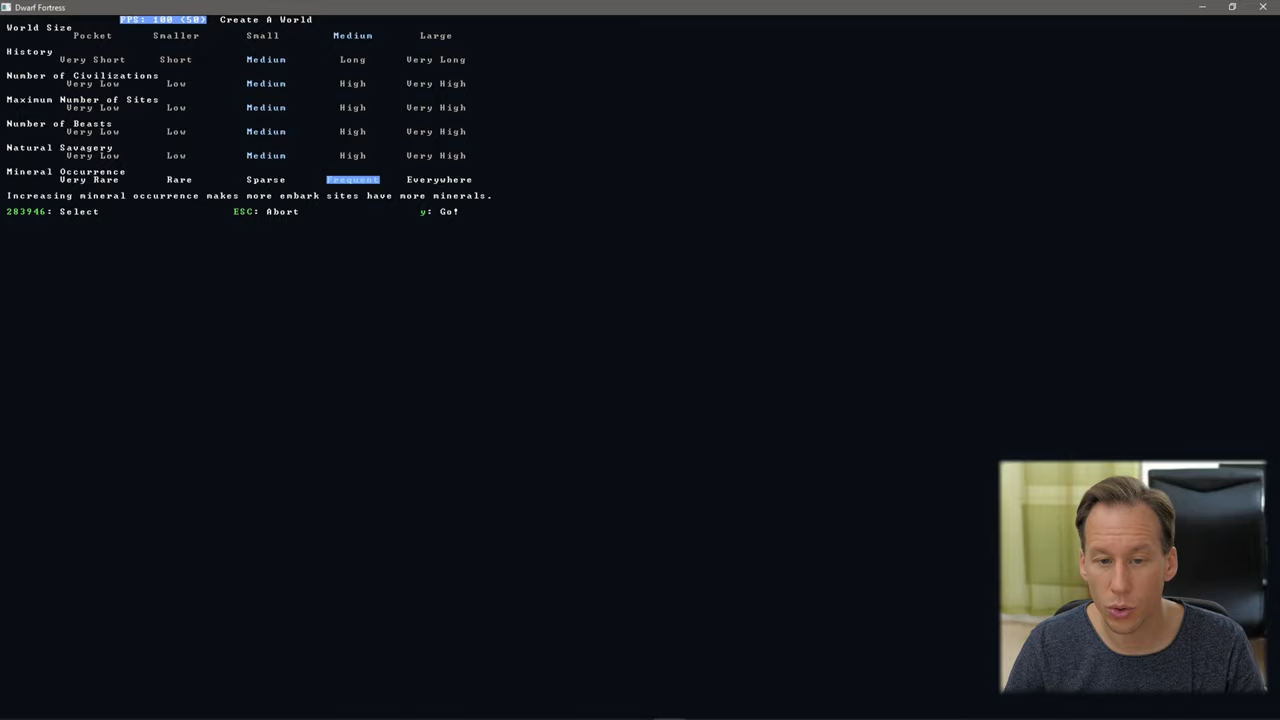 Dwarf Fortress
FPS: 100 (50) Create A World
World Size
Pocket Smaller Small Medium Large
History
Very Short Short Medium Long Very Long
Number of Civilizations
Very Low Low Medium High Very High
Maximum Number of Sites
Very Low Low Medium High Very High
Number of Beasts
Very Low Low Medium High Very High
Natural Savagery
Very Low Low Medium High Very High
Mineral Occurrence
Very Rare Rare Sparse Frequent Everywhere
Increasing mineral occurrence makes more embark sites have more minerals.
283946: Select ESC: Abort y: Go!